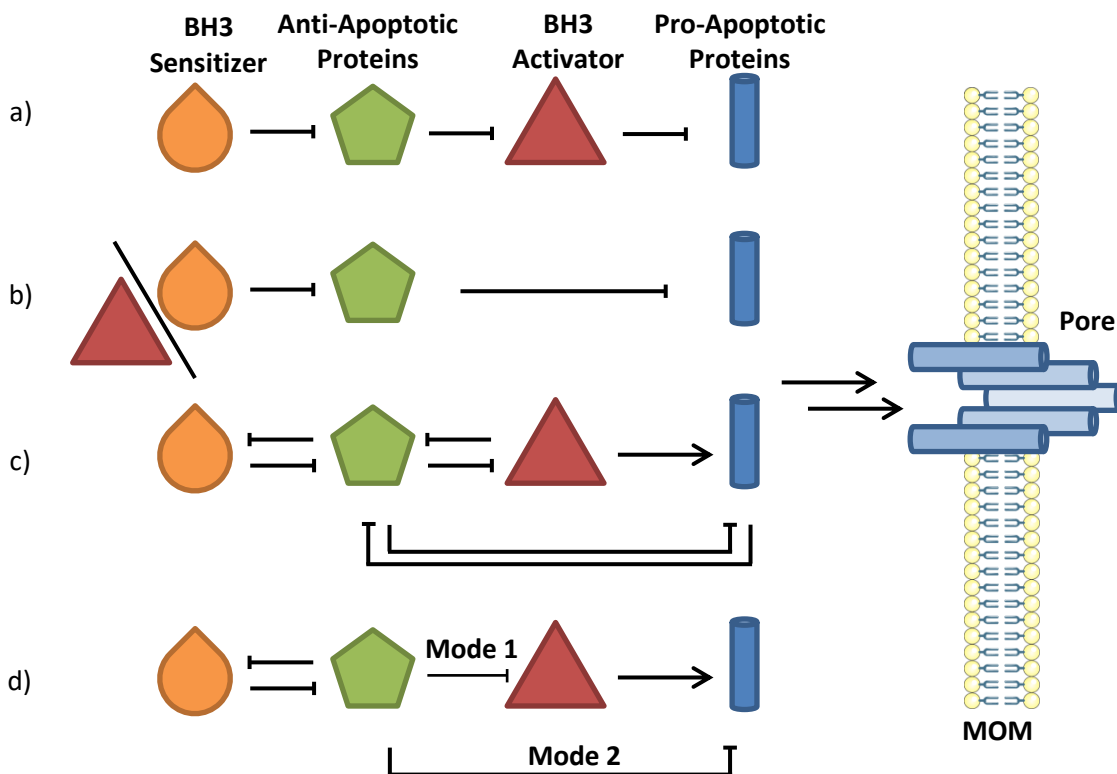 BH3
Sensitizer
Anti-Apoptotic
Proteins
BH3
Activator
Pro-Apoptotic
Proteins
a)
b)
Pore
c)
Mode 1
d)
MOM
Mode 2